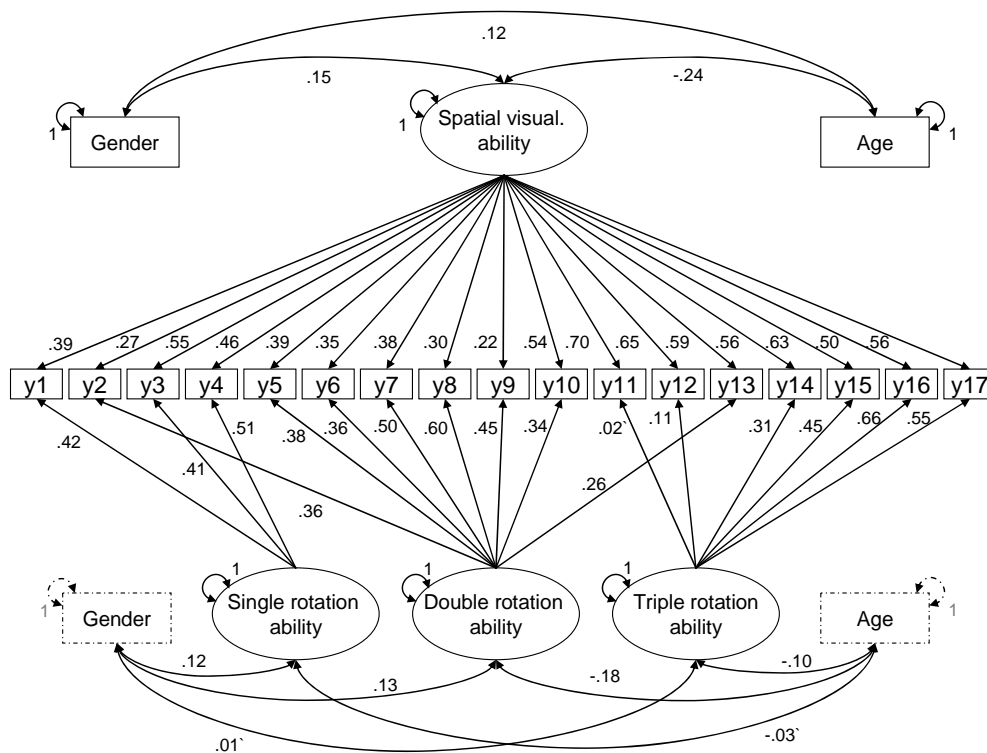 .12
.15
-.24
1
Gender
1
Spatial visual.
ability
Age
1
.39
.27
.55
.46
.39
.35
.38
.30
.22
.54
.70
.65
.59
.56
.63
.50
.56
y1
y2
y3
y4
y5
y6
y7
y8
y9
y10
y11
y12
y13
y14
y15
y16
y17
.42
.41
.51
.36
.38
.36
.50
.60
.45
.34
.26
.02`
.11
.31
.45
.66
.55
1
Gender
1
Single rotation
ability
1
Double rotation
ability
1
Triple rotation
ability
Age
1
.12
.13
-.18
-.10
.01`
-.03`